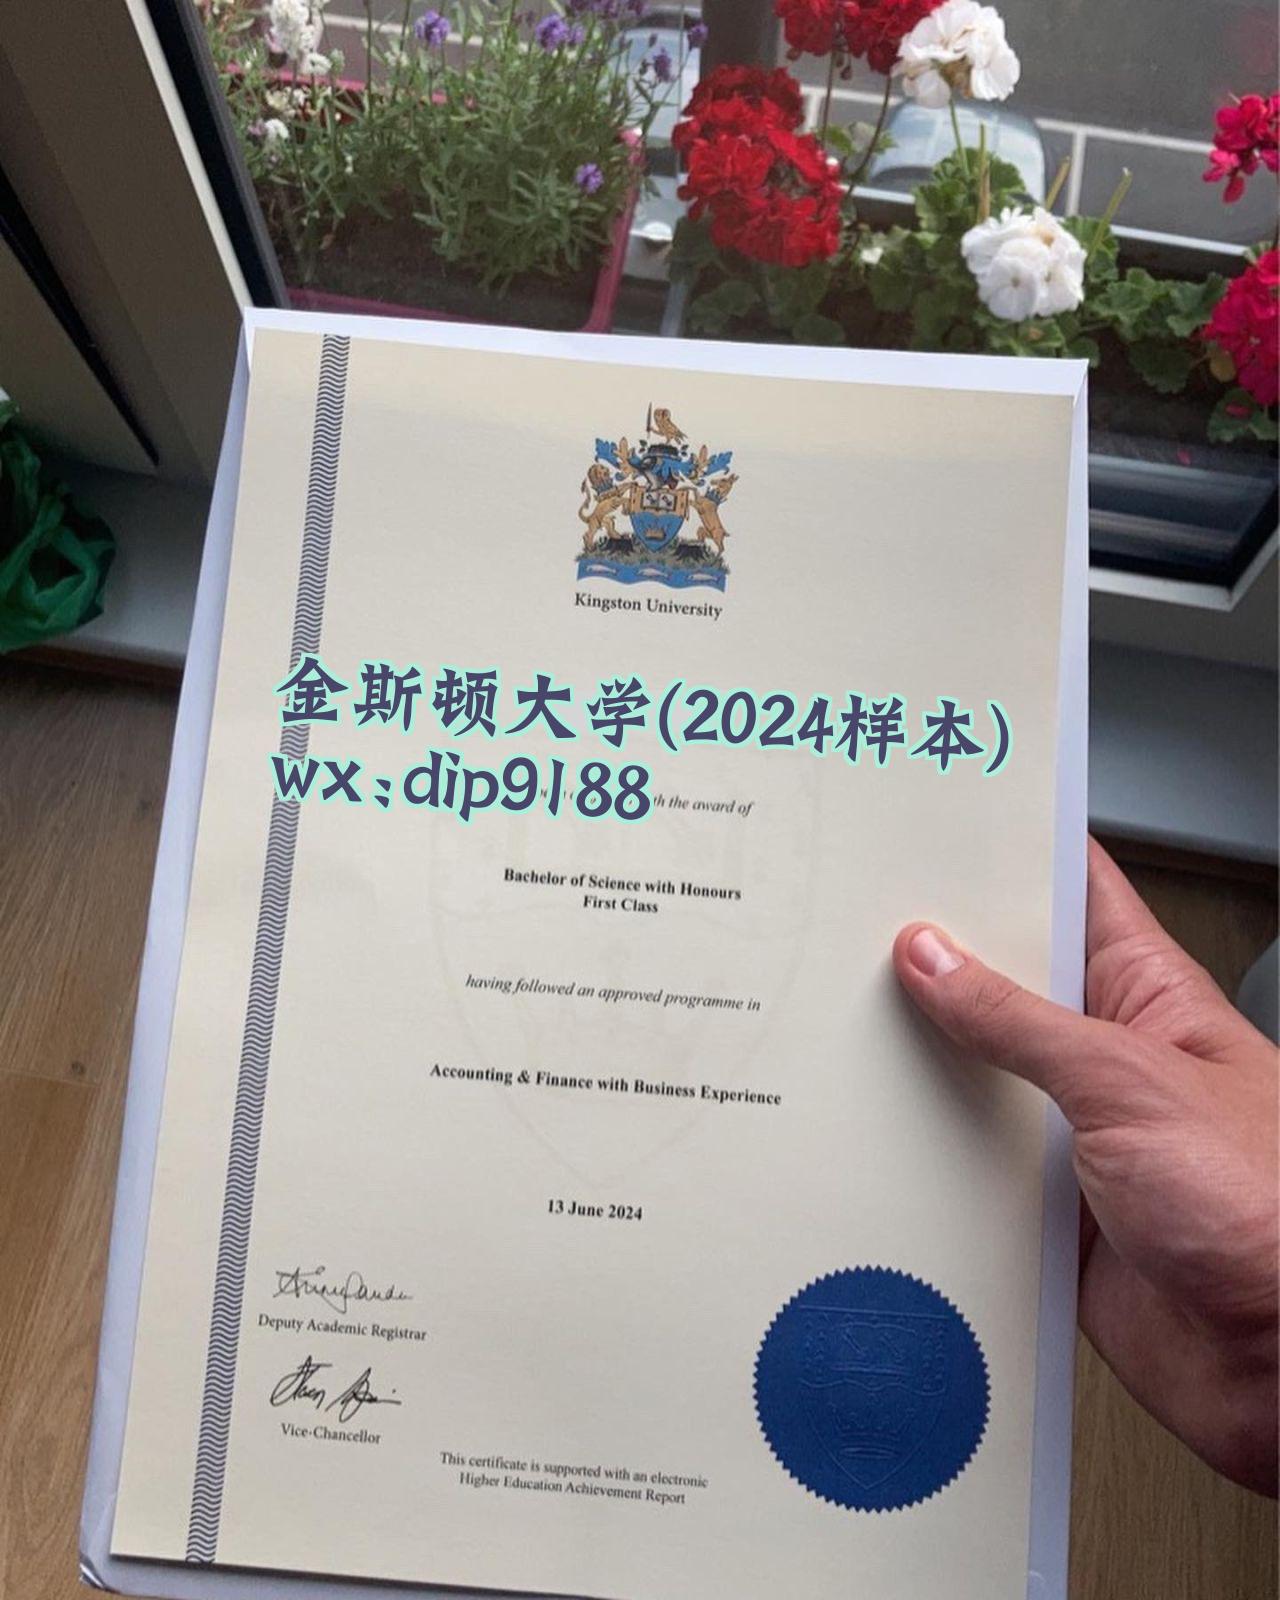 Kingston University
金斯顿大学(2024样本)
wx:dip9188
the award of
Bachelor of Science with Honours
First Class
having followed an approved programme in
Accounting & Finance with Business Experience
13 June 2024
Deputy Academic Registrar
Vice-Chancellor
This certificate is supported with an electronic
Higher Education Achievement Report